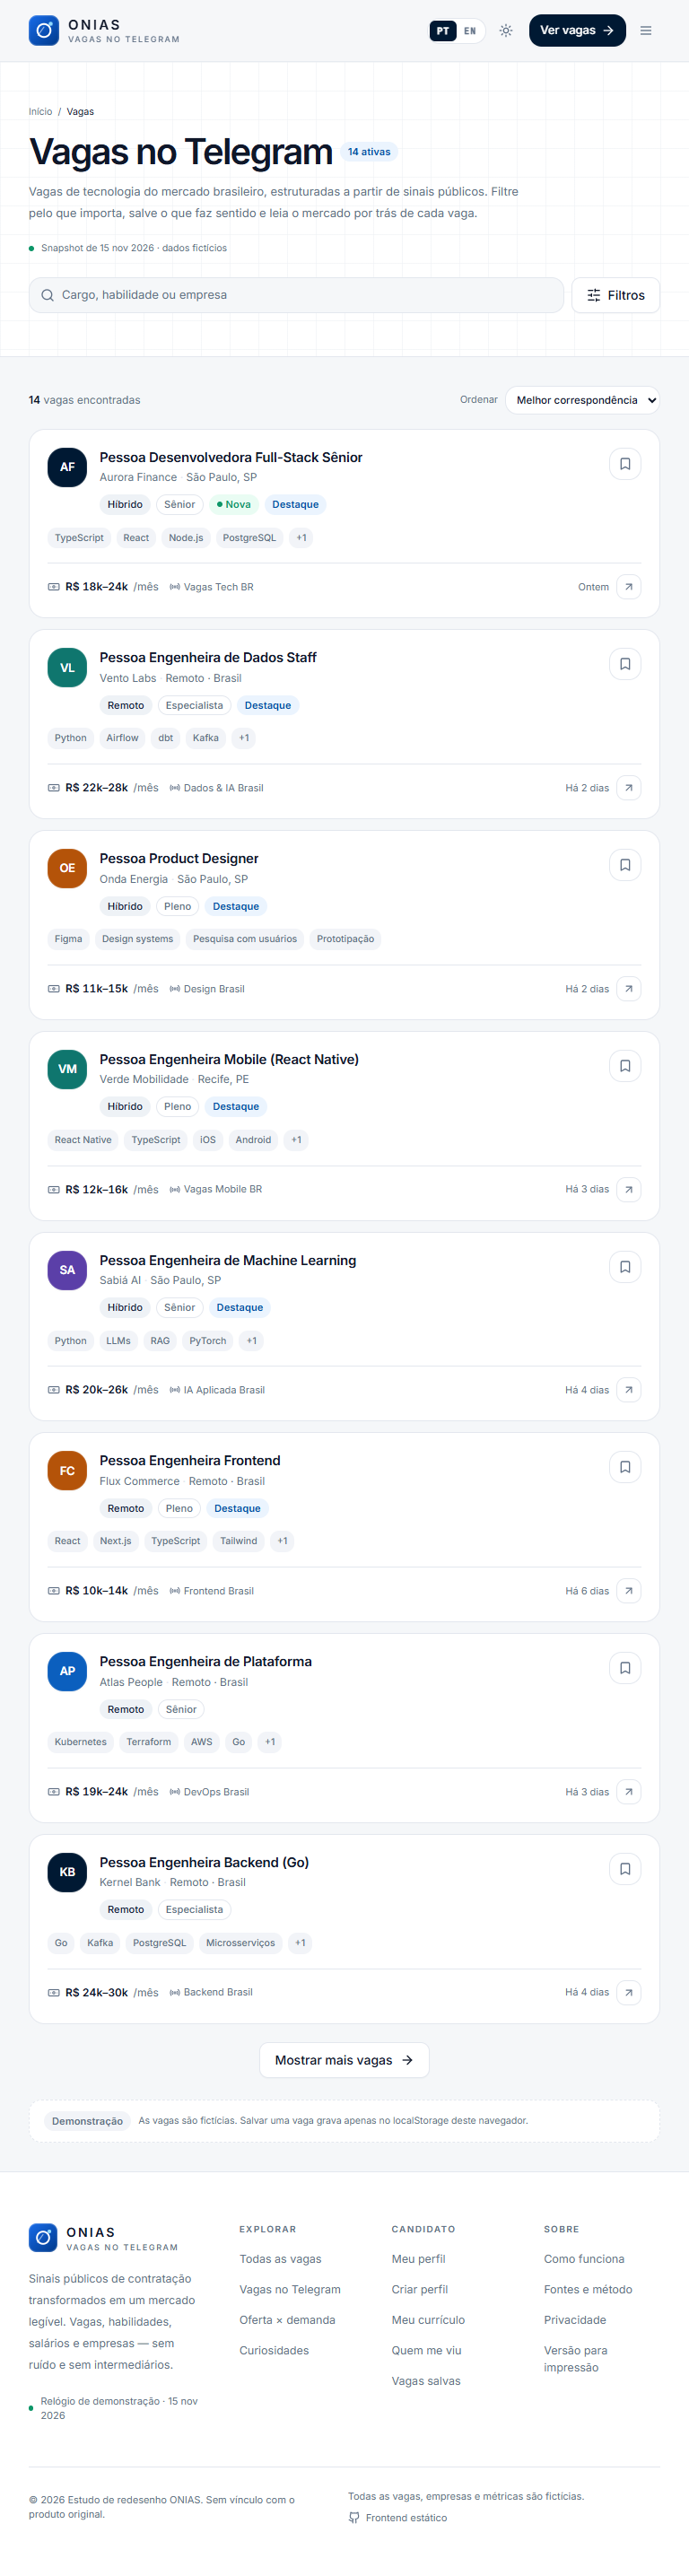 ONIAS
VAGAS NO TELEGRAM
PT EN
Ver vagas
Início / Vagas
Vagas no Telegram 14 ativas
Vagas de tecnologia do mercado brasileiro, estruturadas a partir de sinais públicos. Filtre
pelo que importa, salve o que faz sentido e leia o mercado por trás de cada vaga.
Snapshot de 15 nov 2026 · dados fictícios
Cargo, habilidade ou empresa Filtros
14 vagas encontradas Ordenar Melhor correspondência
AF Pessoa Desenvolvedora Full-Stack Sênior
Aurora Finance · São Paulo, SP
Híbrido Sênior Nova Destaque
TypeScript React Node.js PostgreSQL +1
R$ 18k–24k /mês Vagas Tech BR Ontem
VL Pessoa Engenheira de Dados Staff
Vento Labs · Remoto · Brasil
Remoto Especialista Destaque
Python Airflow dbt Kafka +1
R$ 22k–28k /mês Dados & IA Brasil Há 2 dias
OE Pessoa Product Designer
Onda Energia · São Paulo, SP
Híbrido Pleno Destaque
Figma Design systems Pesquisa com usuários Prototipação
R$ 11k–15k /mês Design Brasil Há 2 dias
VM Pessoa Engenheira Mobile (React Native)
Verde Mobilidade · Recife, PE
Híbrido Pleno Destaque
React Native TypeScript iOS Android +1
R$ 12k–16k /mês Vagas Mobile BR Há 3 dias
SA Pessoa Engenheira de Machine Learning
Sabiá AI · São Paulo, SP
Híbrido Sênior Destaque
Python LLMs RAG PyTorch +1
R$ 20k–26k /mês IA Aplicada Brasil Há 4 dias
FC Pessoa Engenheira Frontend
Flux Commerce · Remoto · Brasil
Remoto Pleno Destaque
React Next.js TypeScript Tailwind +1
R$ 10k–14k /mês Frontend Brasil Há 6 dias
AP Pessoa Engenheira de Plataforma
Atlas People · Remoto · Brasil
Remoto Sênior
Kubernetes Terraform AWS Go +1
R$ 19k–24k /mês DevOps Brasil Há 3 dias
KB Pessoa Engenheira Backend (Go)
Kernel Bank · Remoto · Brasil
Remoto Especialista
Go Kafka PostgreSQL Microsserviços +1
R$ 24k–30k /mês Backend Brasil Há 4 dias
Mostrar mais vagas
Demonstração As vagas são fictícias. Salvar uma vaga grava apenas no localStorage deste navegador.
ONIAS
VAGAS NO TELEGRAM
Sinais públicos de contratação
transformados em um mercado
legível. Vagas, habilidades,
salários e empresas — sem
ruído e sem intermediários.
Relógio de demonstração · 15 nov
2026
EXPLORAR
Todas as vagas
Vagas no Telegram
Oferta × demanda
Curiosidades
CANDIDATO
Meu perfil
Criar perfil
Meu currículo
Quem me viu
Vagas salvas
SOBRE
Como funciona
Fontes e método
Privacidade
Versão para
impressão
© 2026 Estudo de redesenho ONIAS. Sem vínculo com o
produto original.
Todas as vagas, empresas e métricas são fictícias.
Frontend estático